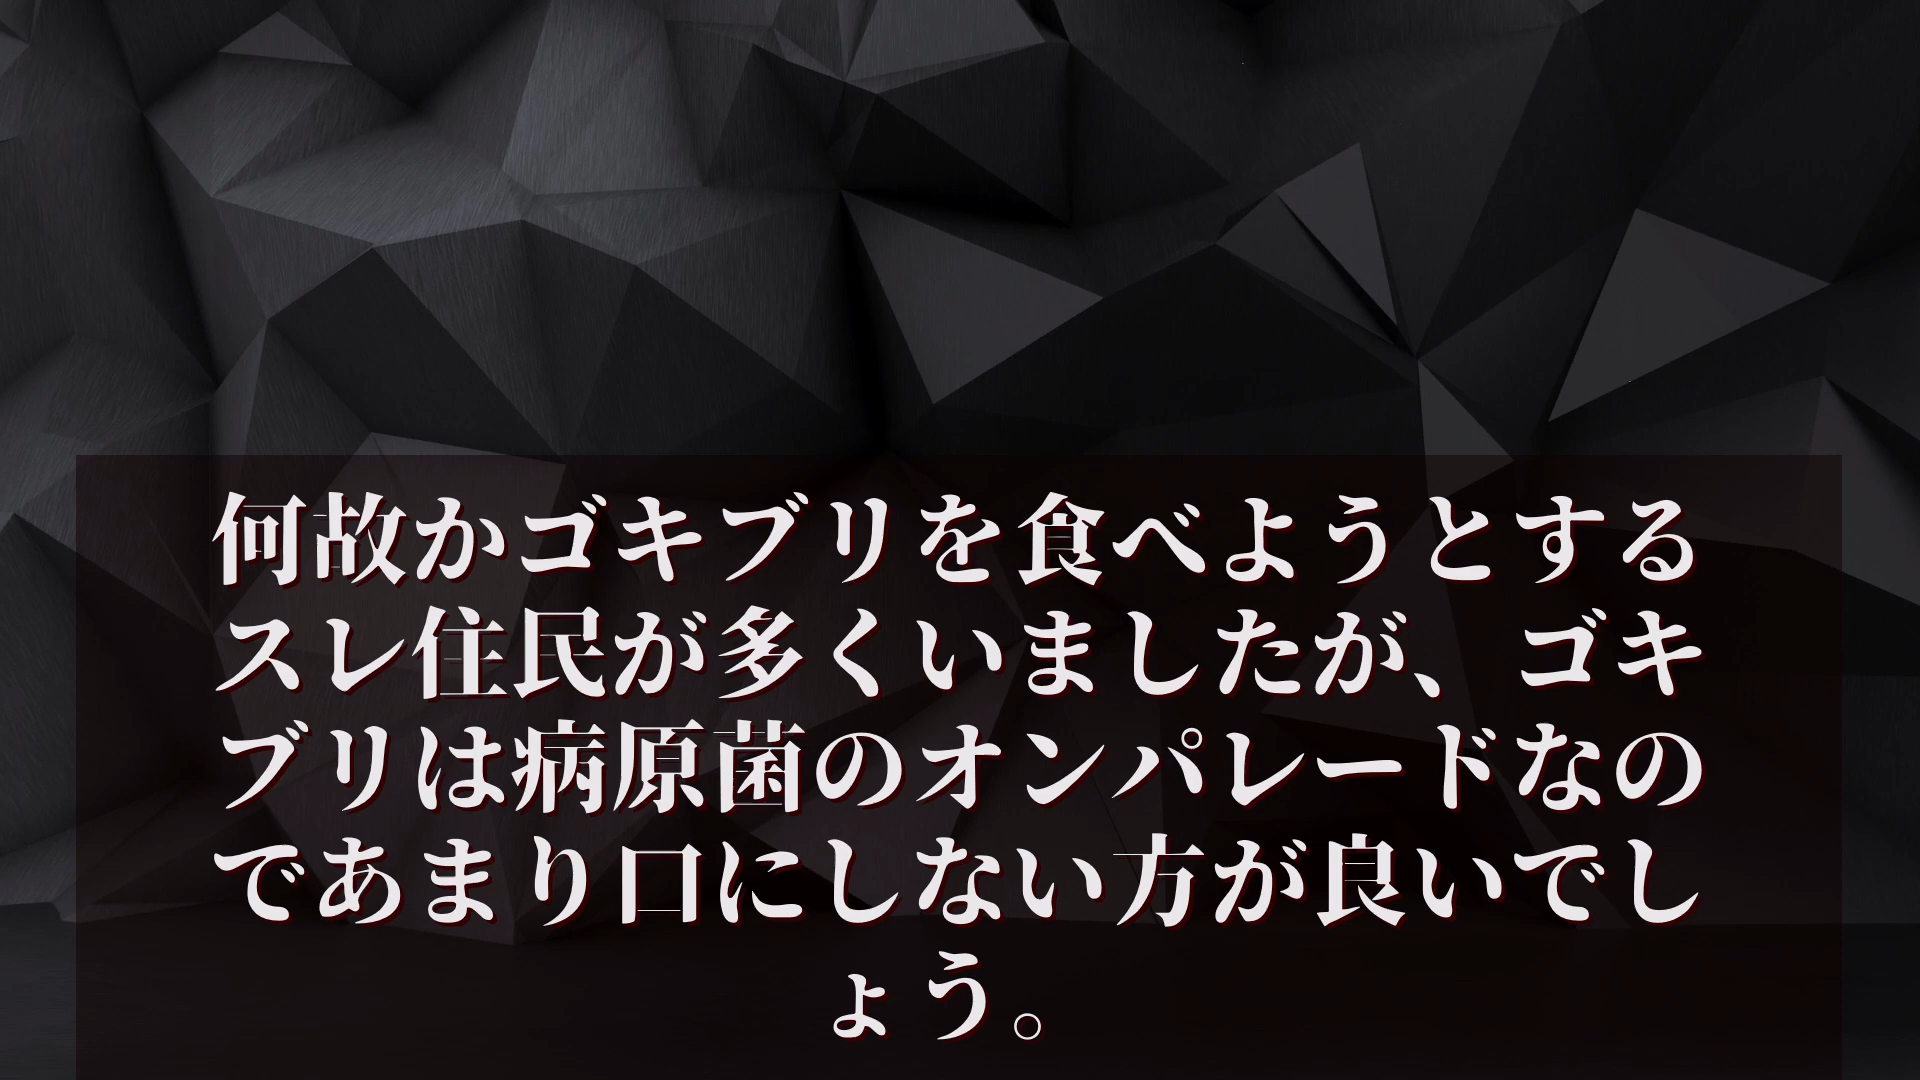 何故かゴキブリを食べようとする
スレ住民が多くいましたが、ゴキ
ブリは病原菌のオンパレードなの
であまり口にしない方が良いでし
ょう。